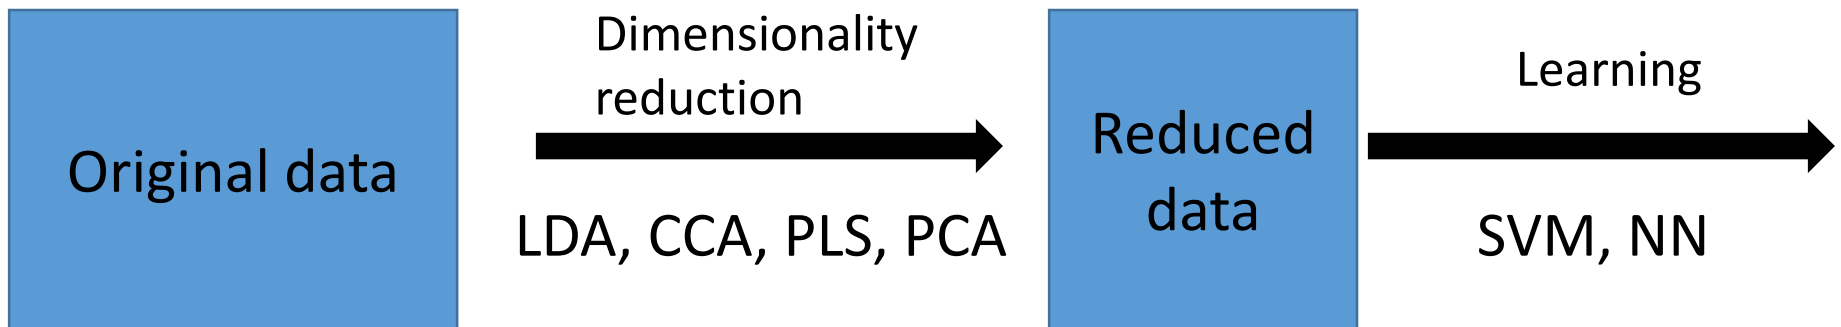 Original data
Dimensionality
reduction
LDA, CCA, PLS, PCA
Reduced
data
Learning
SVM, NN